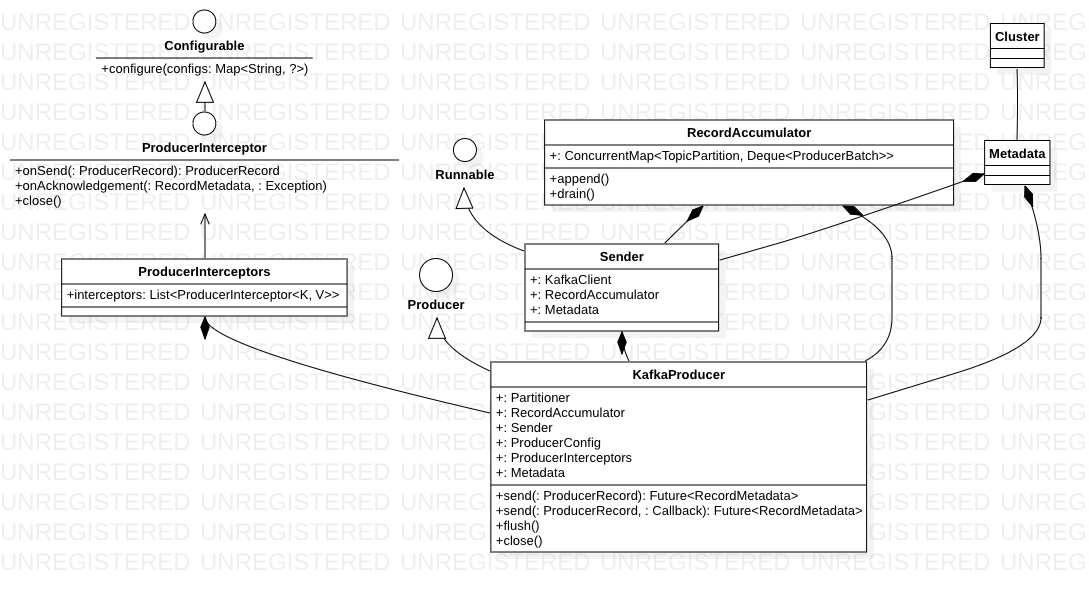 Configurable
+configure(configs: Map<String, ?>)
ProducerInterceptor
+onSend(: ProducerRecord): ProducerRecord
+onAcknowledgement(: RecordMetadata, : Exception)
+close()
ProducerInterceptors
+interceptors: List<ProducerInterceptor<K, V>>
Runnable
Producer
RecordAccumulator
+: ConcurrentMap<TopicPartition, Deque<ProducerBatch>>
+append()
+drain()
Cluster
Metadata
Sender
+: KafkaClient
+: RecordAccumulator
+: Metadata
KafkaProducer
+: Partitioner
+: RecordAccumulator
+: Sender
+: ProducerConfig
+: ProducerInterceptors
+: Metadata
+send(: ProducerRecord): Future<RecordMetadata>
+send(: ProducerRecord, : Callback): Future<RecordMetadata>
+flush()
+close()
UNREGISTERED